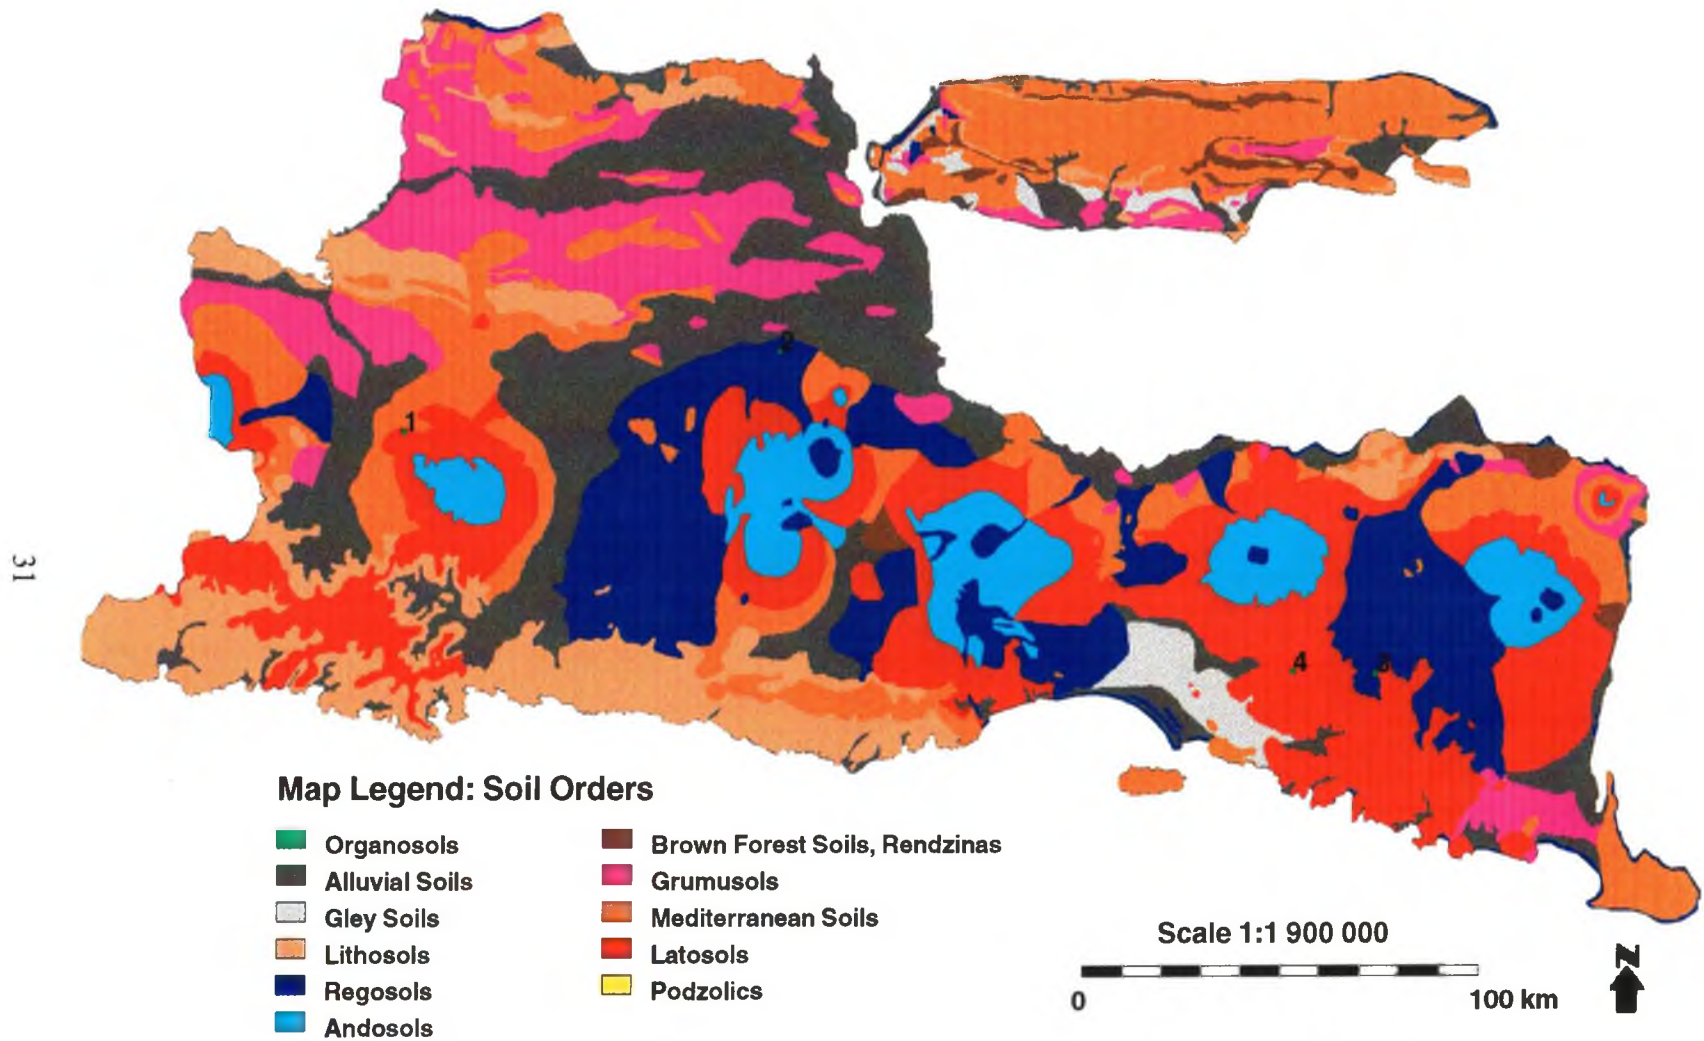 2
1
4
3
31
Map Legend: Soil Orders
Organosols
Alluvial Soils
Gley Soils
Lithosols
Regosols
Andosols
Brown Forest Soils, Rendzinas
Grumusols
Mediterranean Soils
Latosols
Podzolics
Scale 1:1 900 000
0
100 km
N